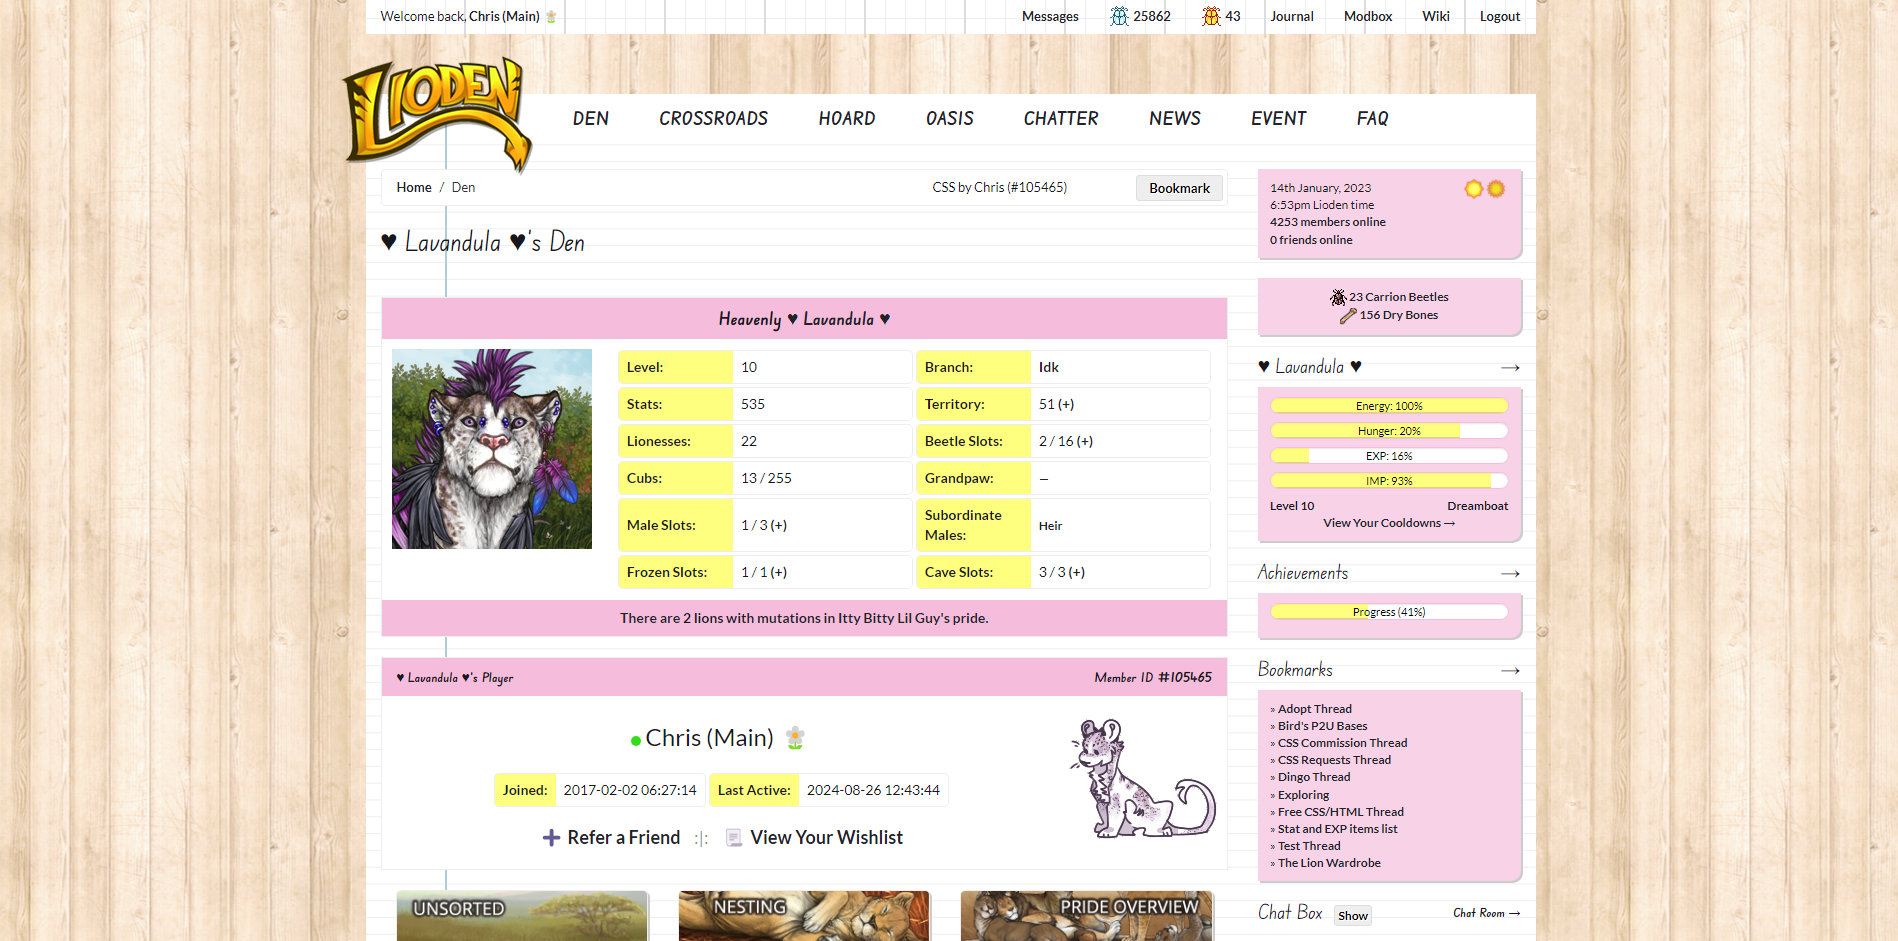 Welcome back, Chris (Main)
Messages 25862 43 Journal Modbox Wiki Logout
LIODEN
DEN CROSSROADS HOARD OASIS CHATTER NEWS EVENT FAQ
Home / Den CSS by Chris (#105465) Bookmark
♥ Lavandula ♥'s Den
Heavenly ♥ Lavandula ♥
Level: 10 Branch: Idk
Stats: 535 Territory: 51 (+)
Lionesses: 22 Beetle Slots: 2 / 16 (+)
Cubs: 13 / 255 Grandpaw: –
Male Slots: 1 / 3 (+) Subordinate Males: Heir
Frozen Slots: 1 / 1 (+) Cave Slots: 3 / 3 (+)
There are 2 lions with mutations in Itty Bitty Lil Guy's pride.
♥ Lavandula ♥'s Player Member ID #105465
Chris (Main)
Joined: 2017-02-02 06:27:14 Last Active: 2024-08-26 12:43:44
Refer a Friend :|: View Your Wishlist
UNSORTED NESTING PRIDE OVERVIEW
14th January, 2023
6:53pm Lioden time
4253 members online
0 friends online
23 Carrion Beetles
156 Dry Bones
♥ Lavandula ♥ →
Energy: 100%
Hunger: 20%
EXP: 16%
IMP: 93%
Level 10 Dreamboat
View Your Cooldowns →
Achievements →
Progress (41%)
Bookmarks →
» Adopt Thread
» Bird's P2U Bases
» CSS Commission Thread
» CSS Requests Thread
» Dingo Thread
» Exploring
» Free CSS/HTML Thread
» Stat and EXP items list
» Test Thread
» The Lion Wardrobe
Chat Box Show Chat Room →